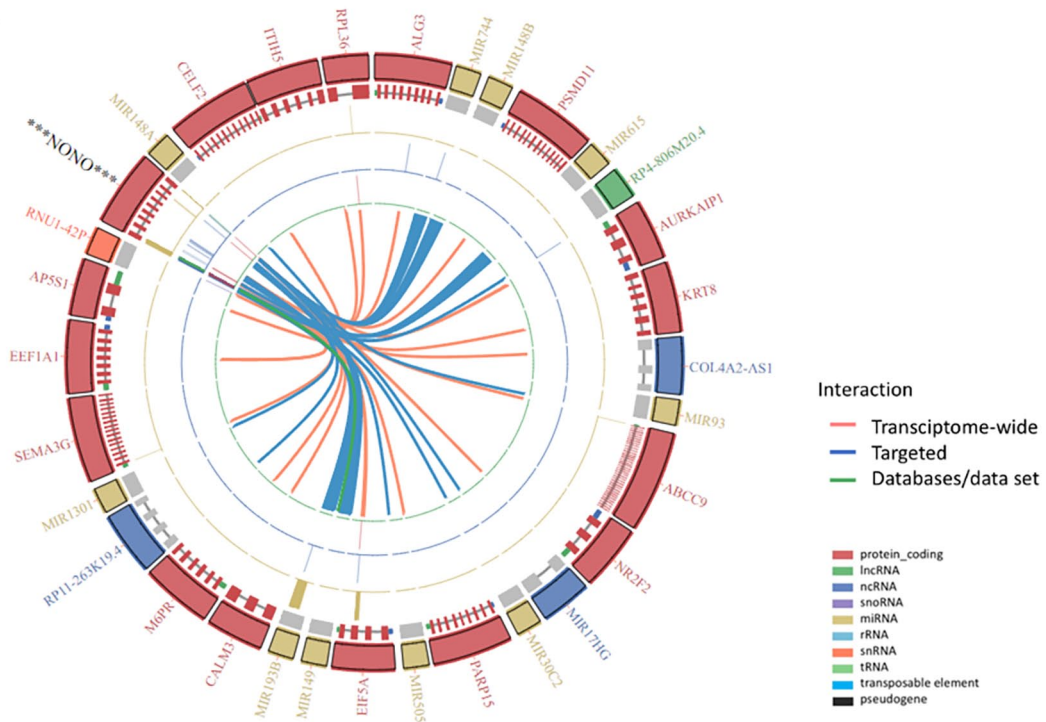 RPL36
ALG3
MIR744
MIR148B
PSMD11
MIR615
RP4-806M20.4
AURKAIP1
KRT8
COL4A2-AS1
MIR93
ABCC9
NR2F2
MIR17HG
MIR30C2
PARP15
MIR505
EIF5A
MIR149
MIR193B
CALM3
M6PR
RP11-263K19.4
MIR1301
SEMA3G
EEF1A1
AP5S1
RNU1-42P
***NONO***
MIR148A
CELF2
ITIH5
Interaction
Transciptome-wide
Targeted
Databases/data set
protein_coding
lncRNA
ncRNA
snoRNA
miRNA
rRNA
snRNA
tRNA
transposable element
pseudogene